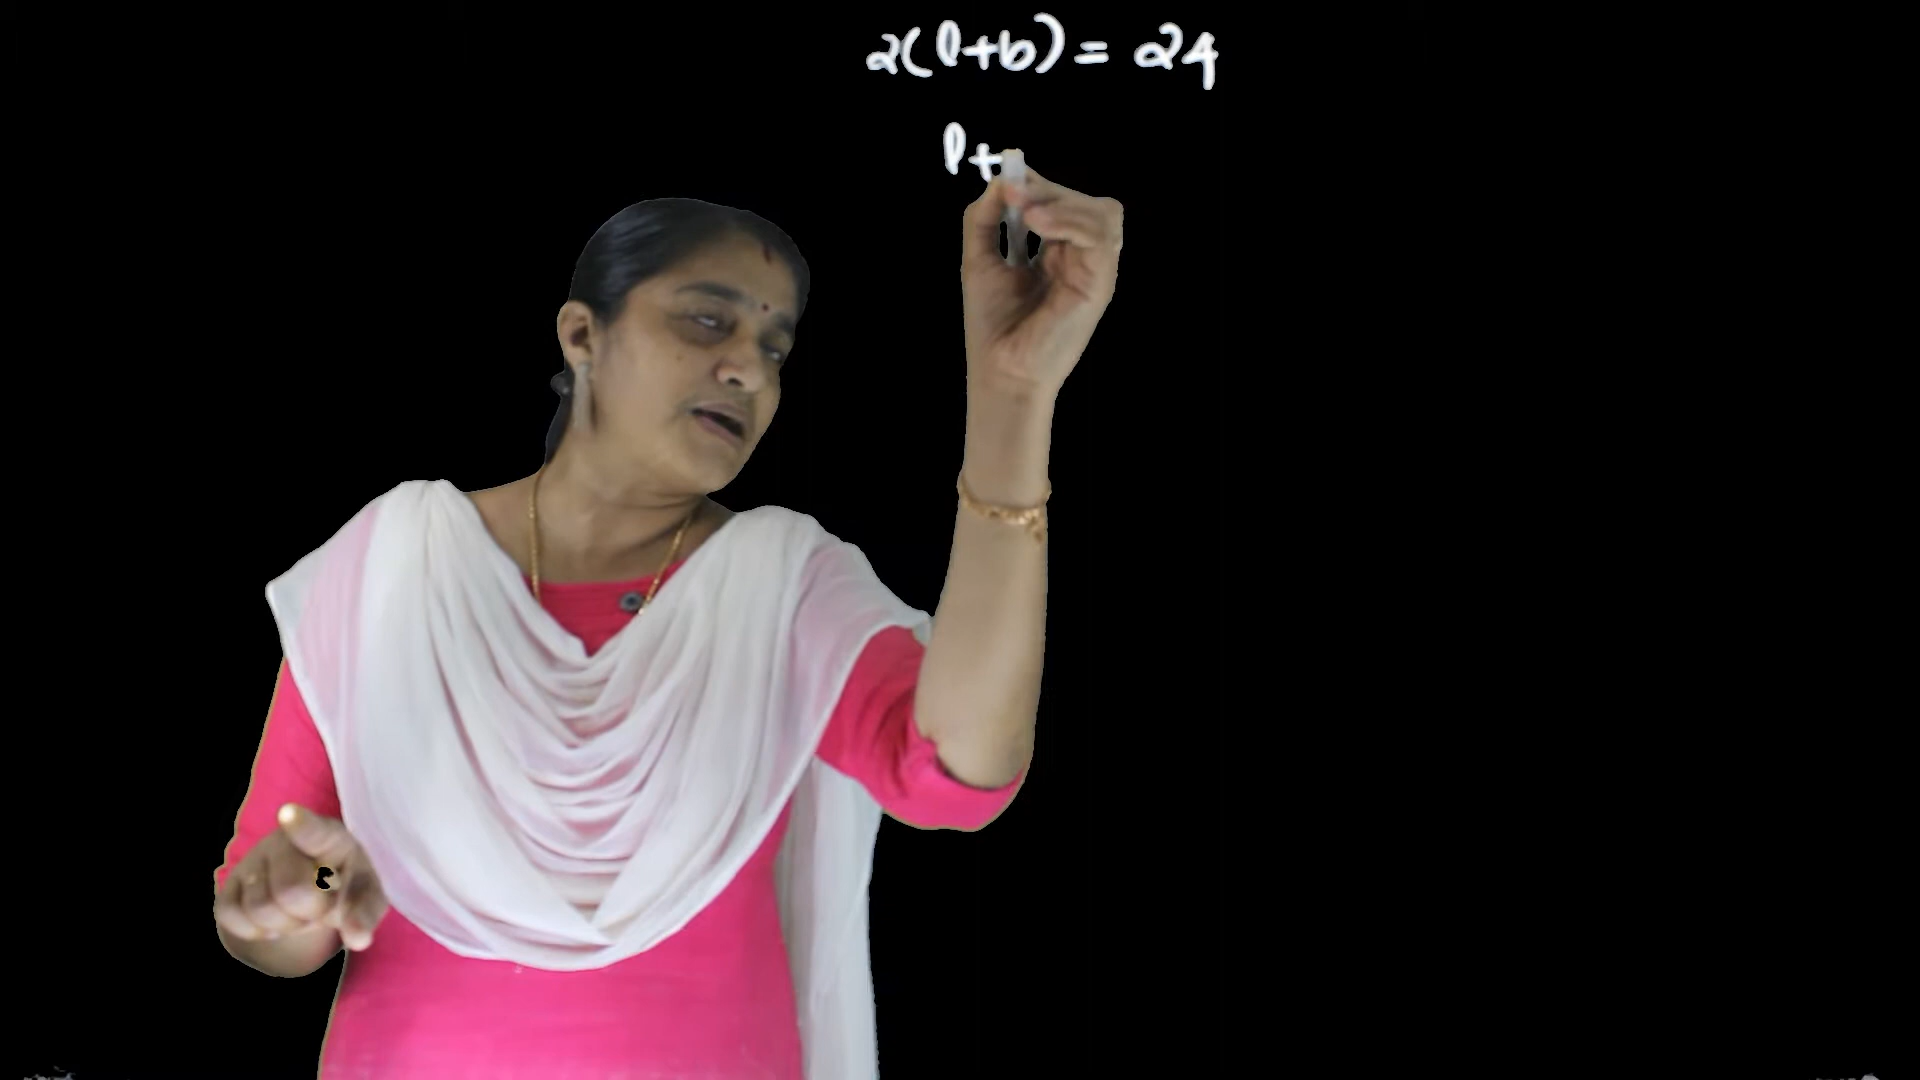 2(l+b) = 24
l+